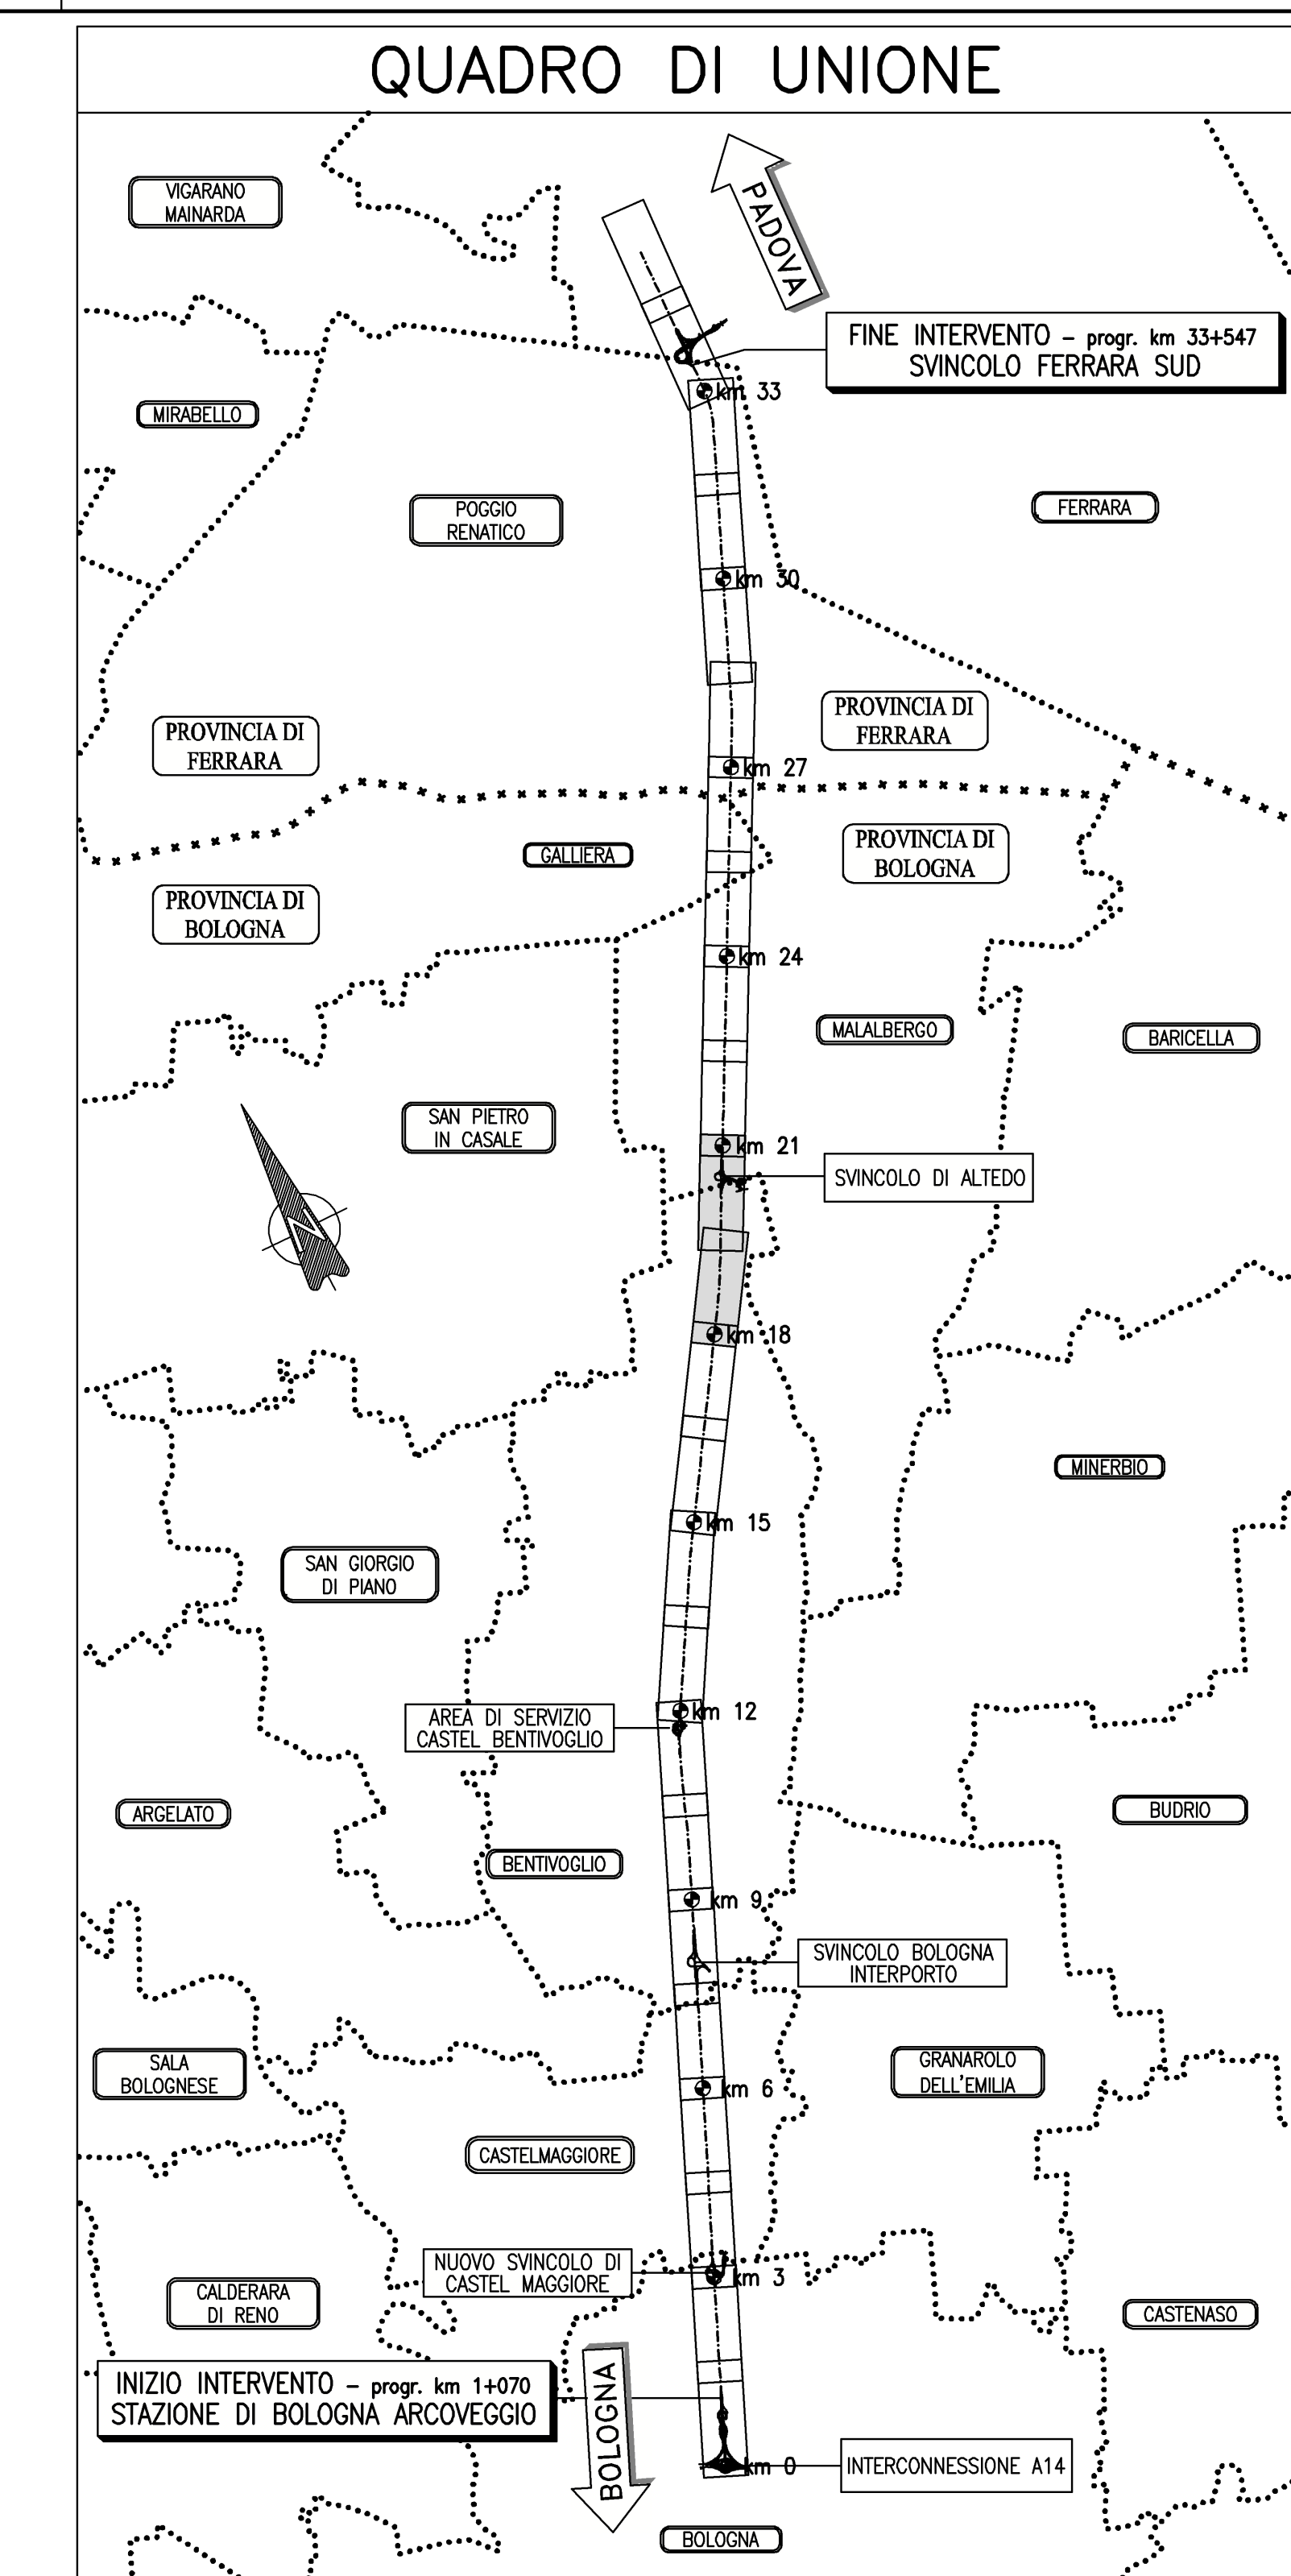 QUADRO DI UNIONE
VIGARANO
MAINARDA
PADOVA
FINE INTERVENTO – progr. km 33+547
SVINCOLO FERRARA SUD
km 33
MIRABELLO
POGGIO
RENATICO
FERRARA
km 30
PROVINCIA DI
FERRARA
PROVINCIA DI
FERRARA
km 27
GALLIERA
PROVINCIA DI
BOLOGNA
PROVINCIA DI
BOLOGNA
km 24
MALALBERGO
BARICELLA
SAN PIETRO
IN CASALE
km 21
SVINCOLO DI ALTEDO
N
km 18
MINERBIO
km 15
SAN GIORGIO
DI PIANO
km 12
AREA DI SERVIZIO
CASTEL BENTIVOGLIO
ARGELATO
BUDRIO
BENTIVOGLIO
km 9
SVINCOLO BOLOGNA
INTERPORTO
SALA
BOLOGNESE
GRANAROLO
DELL'EMILIA
km 6
CASTELMAGGIORE
NUOVO SVINCOLO DI
CASTEL MAGGIORE
km 3
CALDERARA
DI RENO
CASTENASO
INIZIO INTERVENTO – progr. km 1+070
STAZIONE DI BOLOGNA ARCOVEGGIO
BOLOGNA
km 0
INTERCONNESSIONE A14
BOLOGNA